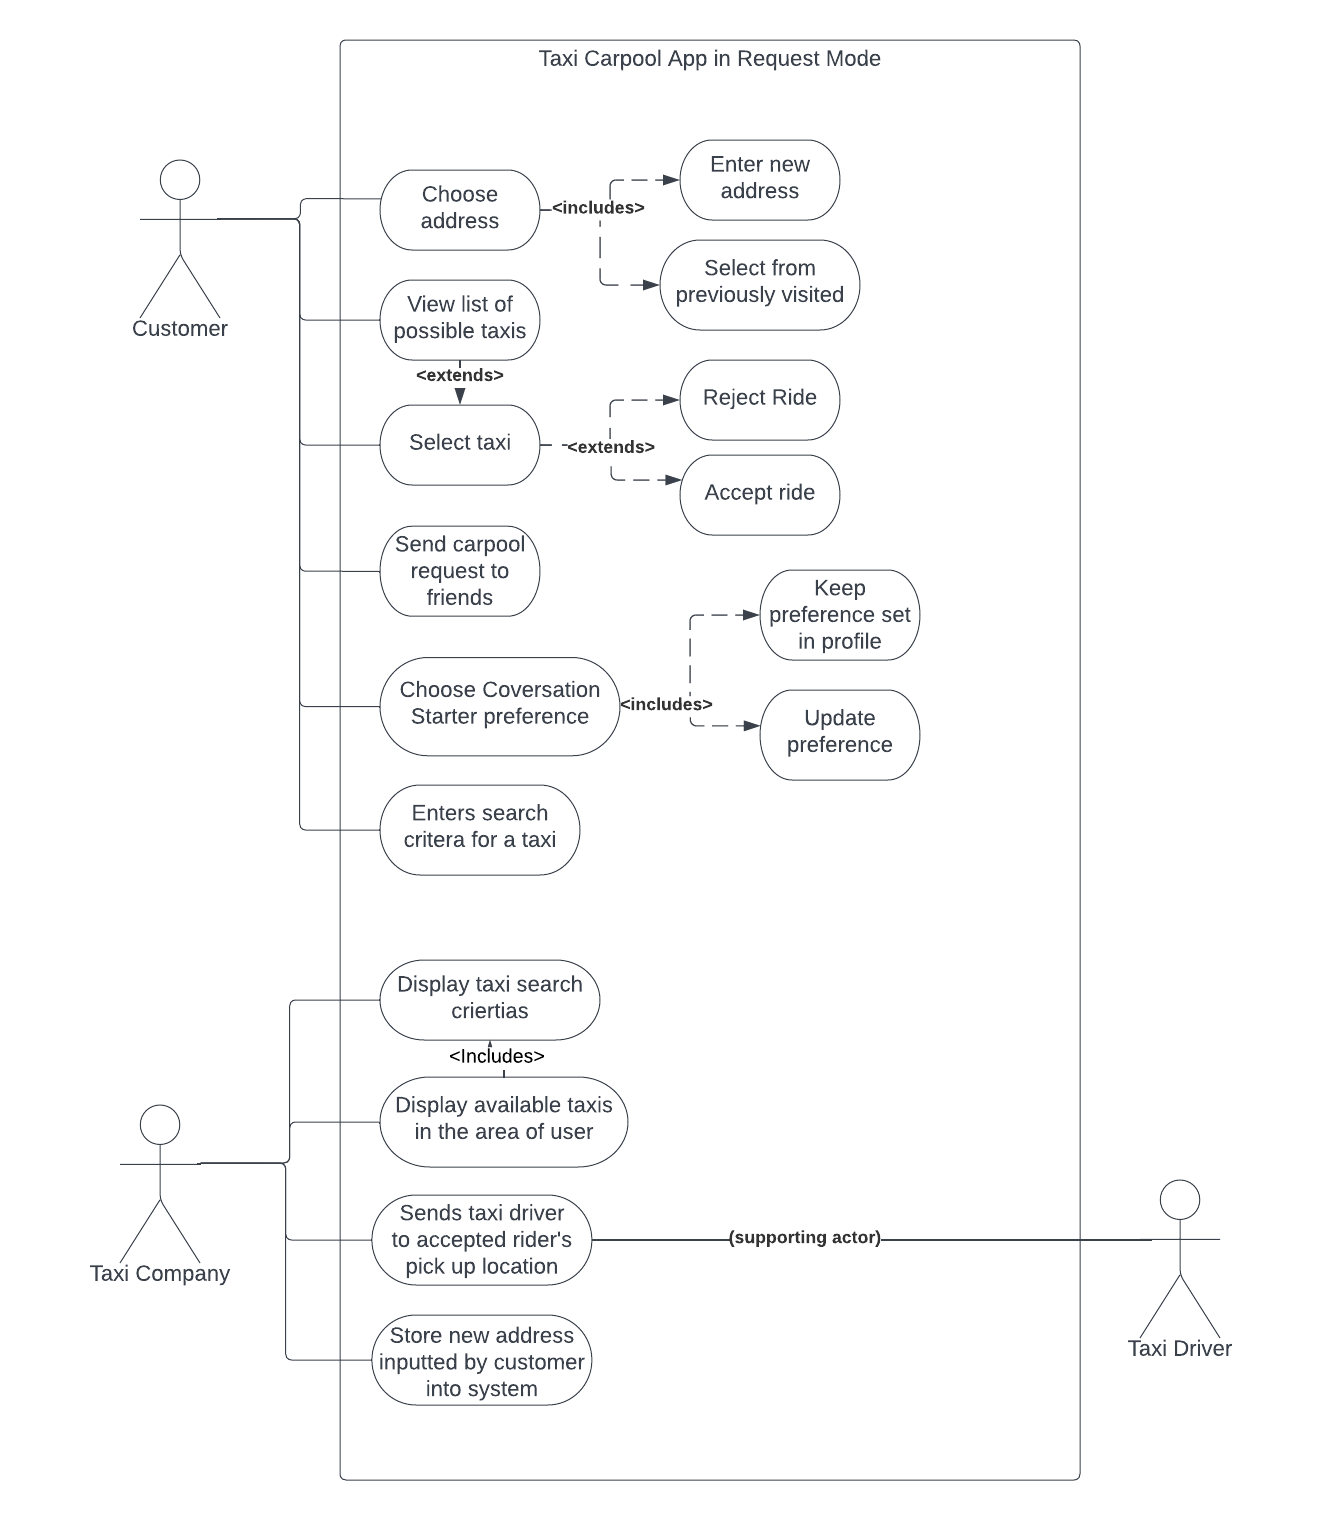 Taxi Carpool App in Request Mode
Customer
Choose
address
<includes>
Enter new
address
Select from
previously visited
View list of
possible taxis
<extends>
Select taxi
<extends>
Reject Ride
Accept ride
Send carpool
request to
friends
Choose Coversation
Starter preference
<includes>
Keep
preference set
in profile
Update
preference
Enters search
critera for a taxi
Taxi Company
Display taxi search
criertias
<Includes>
Display available taxis
in the area of user
Sends taxi driver
to accepted rider's
pick up location
(supporting actor)
Taxi Driver
Store new address
inputted by customer
into system